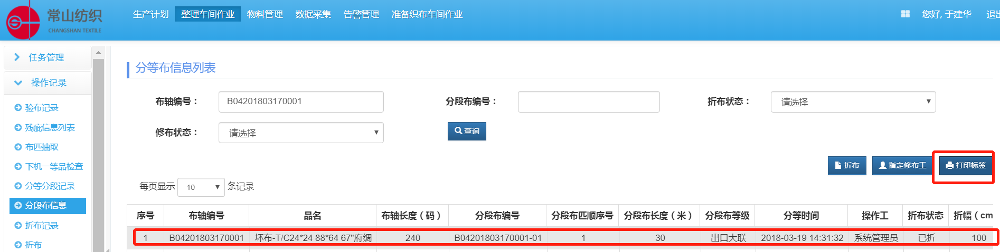 常山纺织
CHANGSHAN TEXTILE
生产计划 整理车间作业 物料管理 数据采集 告警管理 准备织布车间作业
您好, 于建华 退出
任务管理
操作记录
验布记录
残疵信息列表
布匹抽取
下机一等品检查
分等分段记录
分段布信息
折布记录
折布
分等布信息列表
布轴编号： B04201803170001 分段布编号： 折布状态： 请选择
修布状态： 请选择 查询
折布 指定修布工 打印标签
每页显示 10 条记录
序号 布轴编号 品名 布轴长度（码） 分段布编号 分段布匹顺序号 分段布长度（米） 分段布等级 分等时间 操作工 折布状态 折幅（cm
1 B04201803170001 坏布-T/C24*24 88*64 67"府绸 240 B04201803170001-01 1 30 出口大联 2018-03-19 14:31:32 系统管理员 已折 100